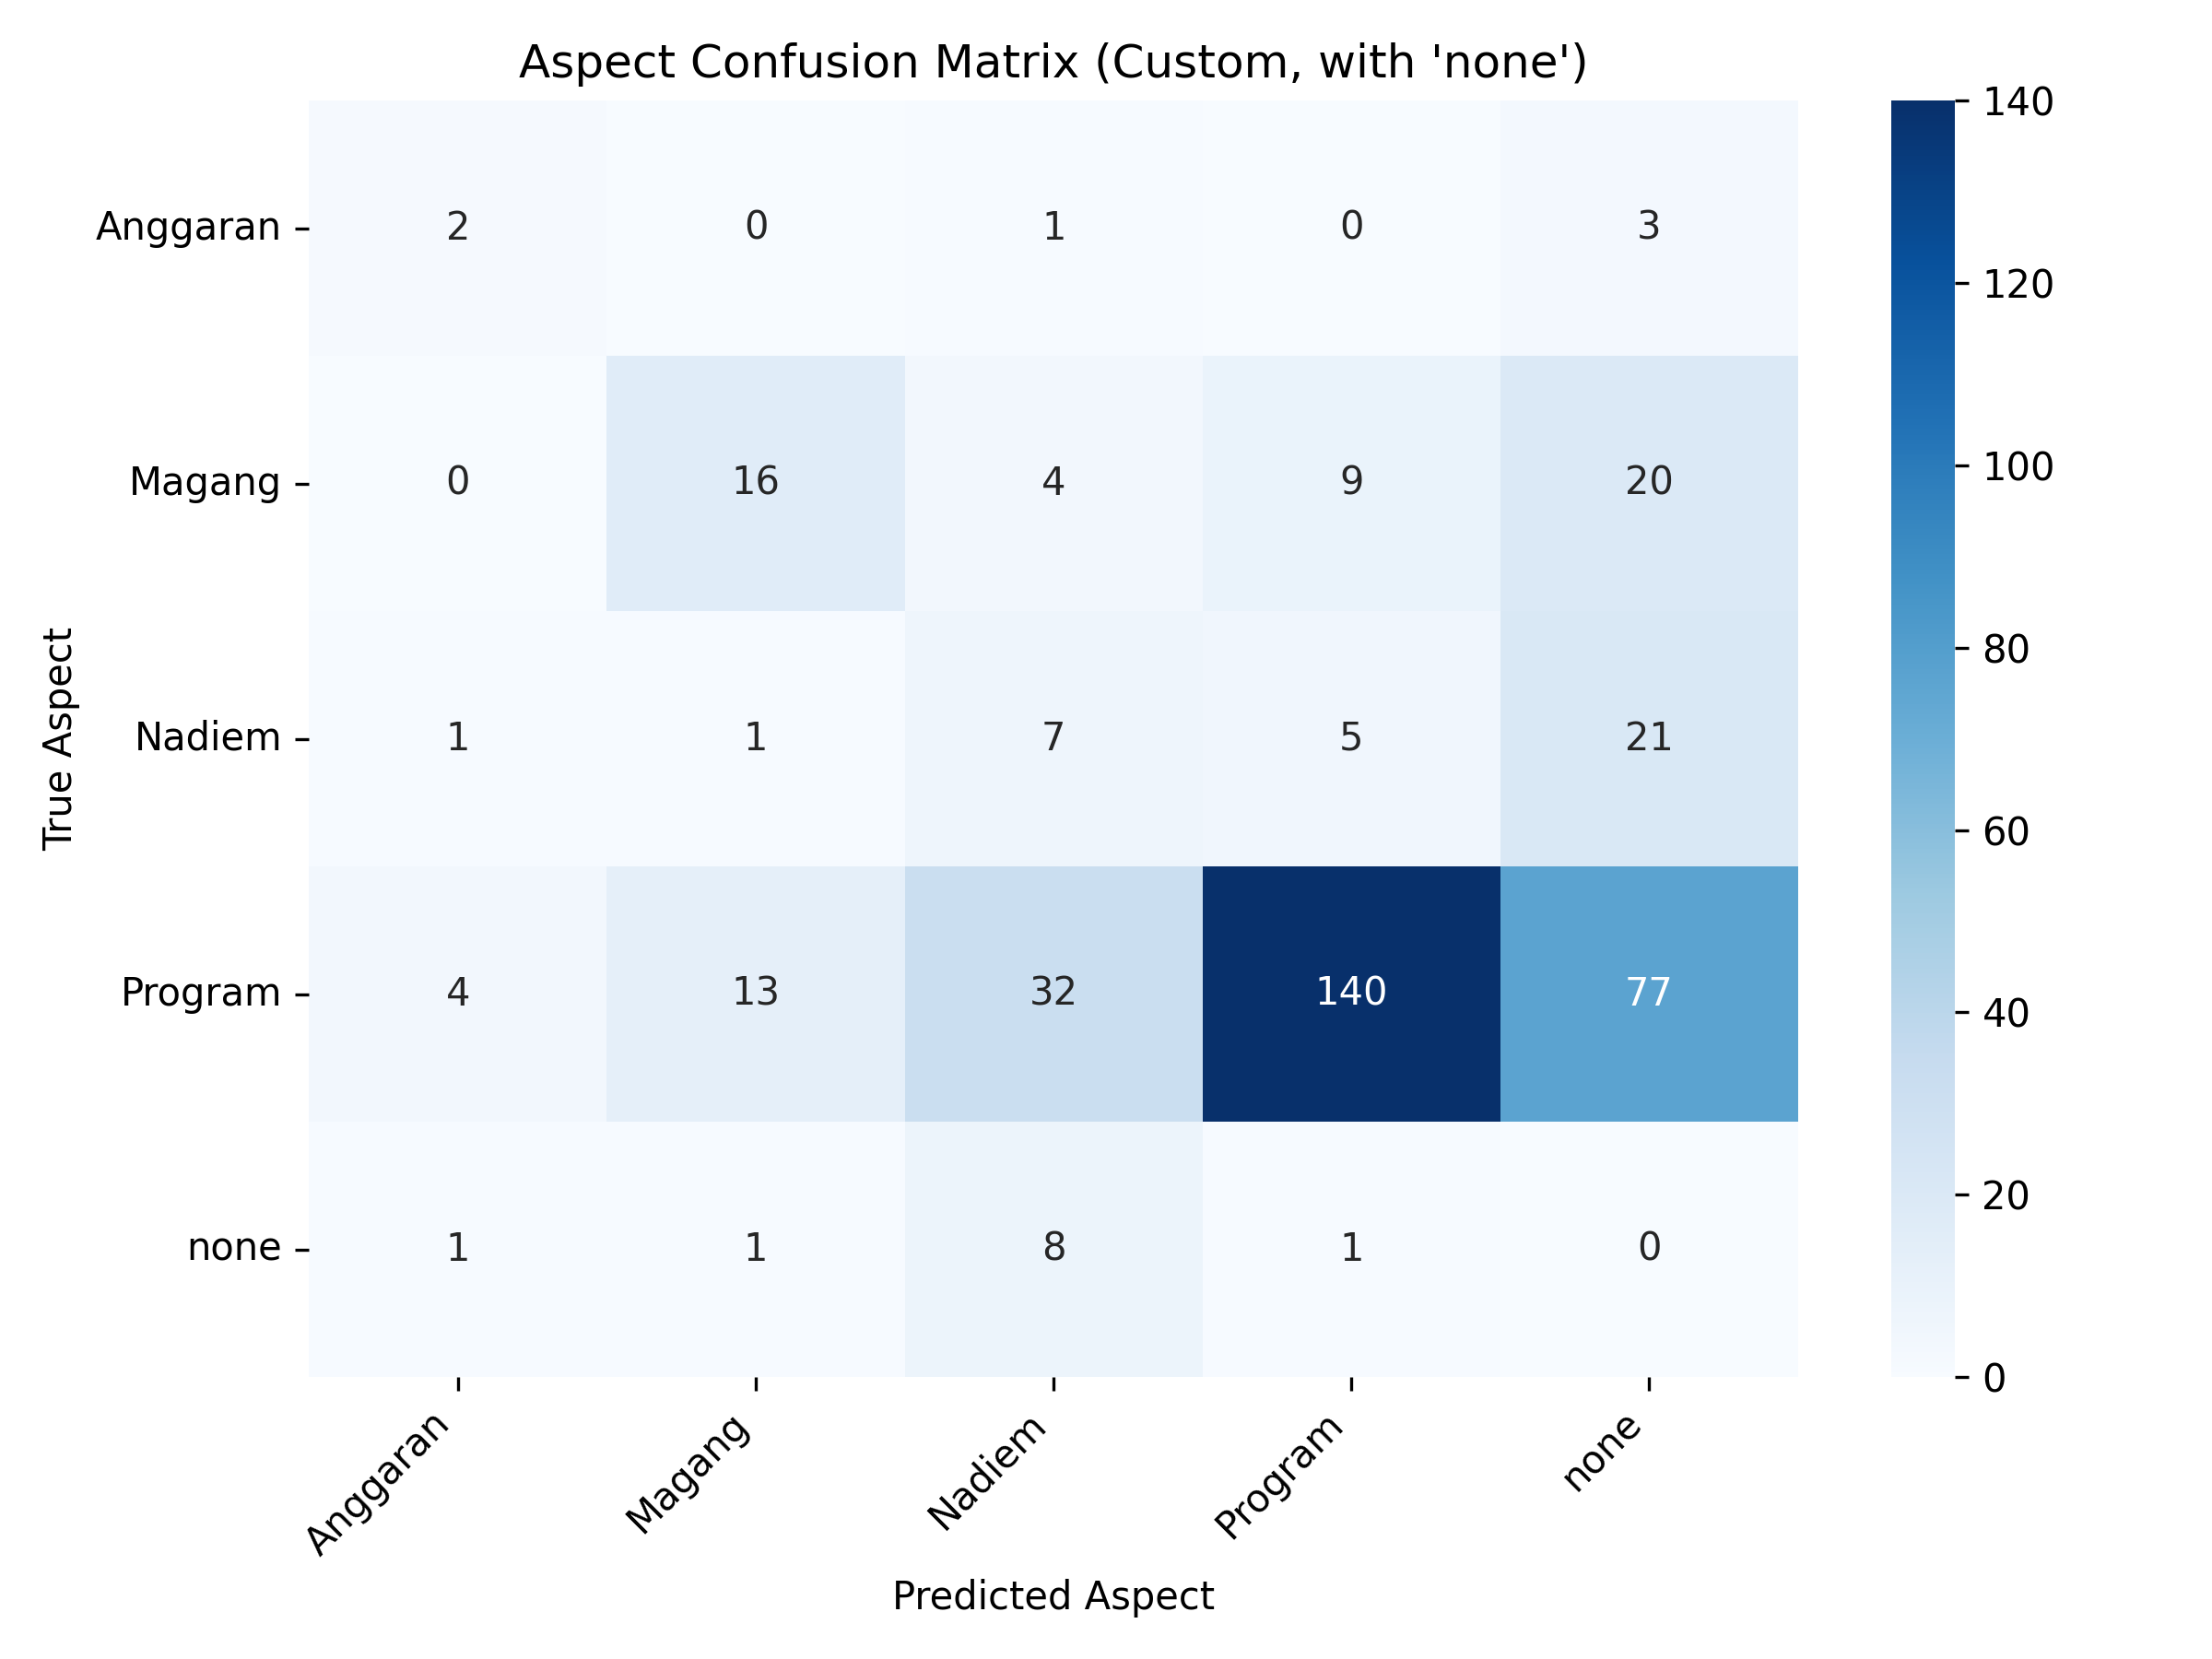 Aspect Confusion Matrix (Custom, with 'none')
True Aspect
Anggaran 2 0 1 0 3
Magang 0 16 4 9 20
Nadiem 1 1 7 5 21
Program 4 13 32 140 77
none 1 1 8 1 0
Anggaran Magang Nadiem Program none
Predicted Aspect
140
120
100
80
60
40
20
0